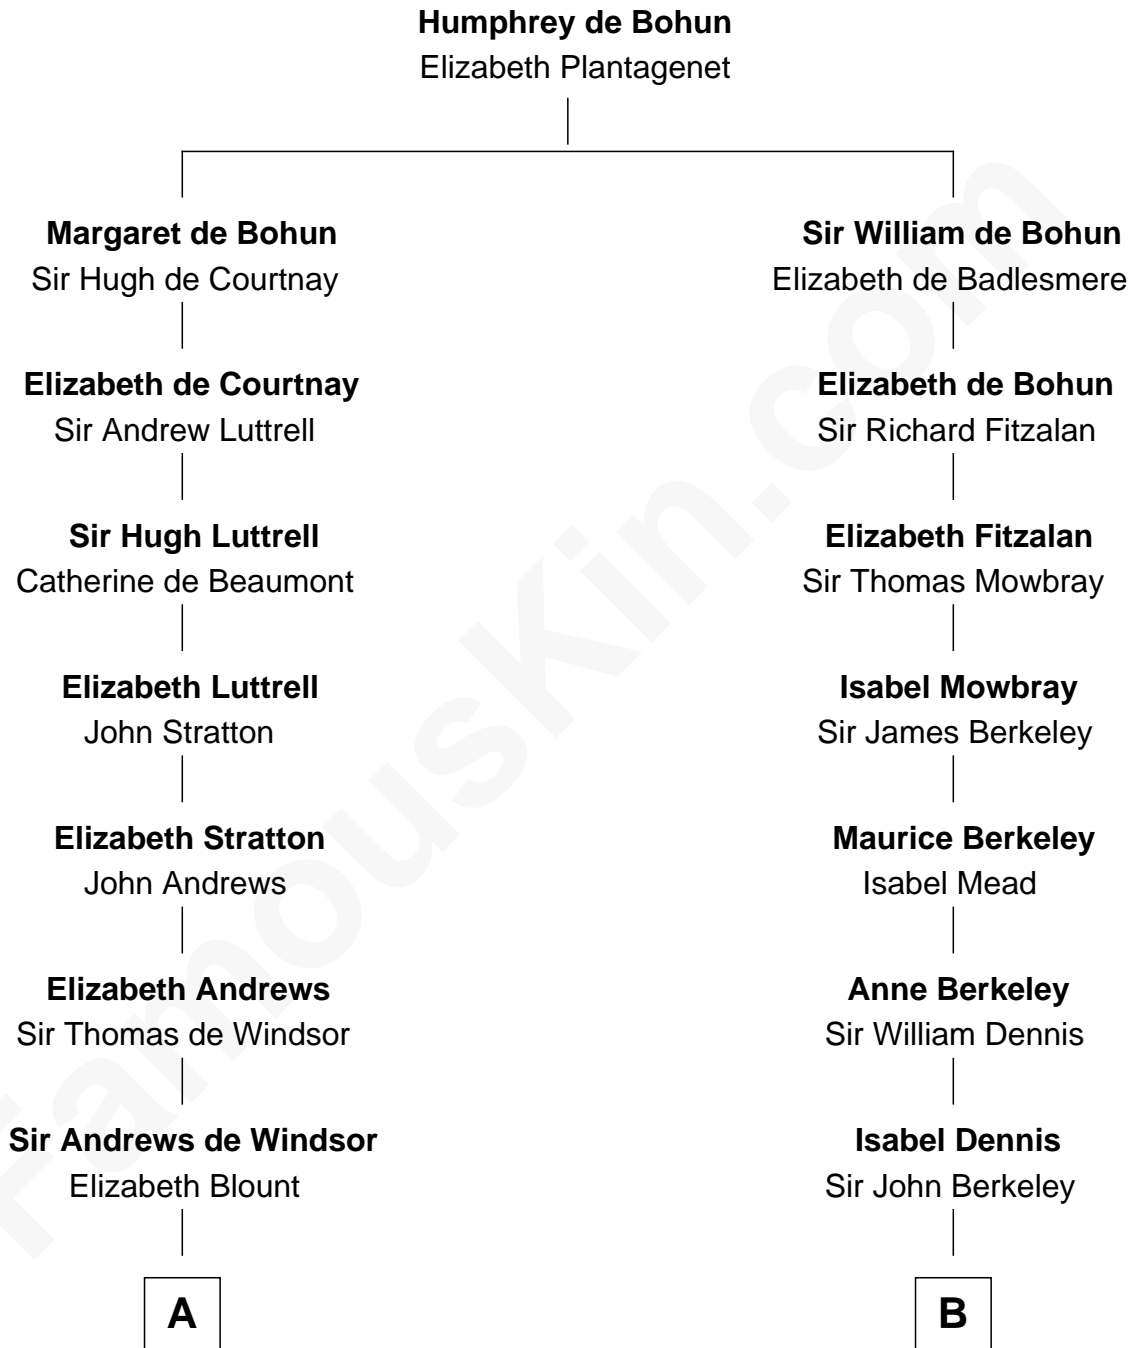 Humphrey de Bohun
Elizabeth Plantagenet
Margaret de Bohun
Sir Hugh de Courtnay
Sir William de Bohun
Elizabeth de Badlesmere
Elizabeth de Courtnay
Sir Andrew Luttrell
Elizabeth de Bohun
Sir Richard Fitzalan
Sir Hugh Luttrell
Catherine de Beaumont
Elizabeth Fitzalan
Sir Thomas Mowbray
Elizabeth Luttrell
John Stratton
Isabel Mowbray
Sir James Berkeley
Elizabeth Stratton
John Andrews
Maurice Berkeley
Isabel Mead
Elizabeth Andrews
Sir Thomas de Windsor
Anne Berkeley
Sir William Dennis
Sir Andrews de Windsor
Elizabeth Blount
Isabel Dennis
Sir John Berkeley
A
B
FamousKin.com